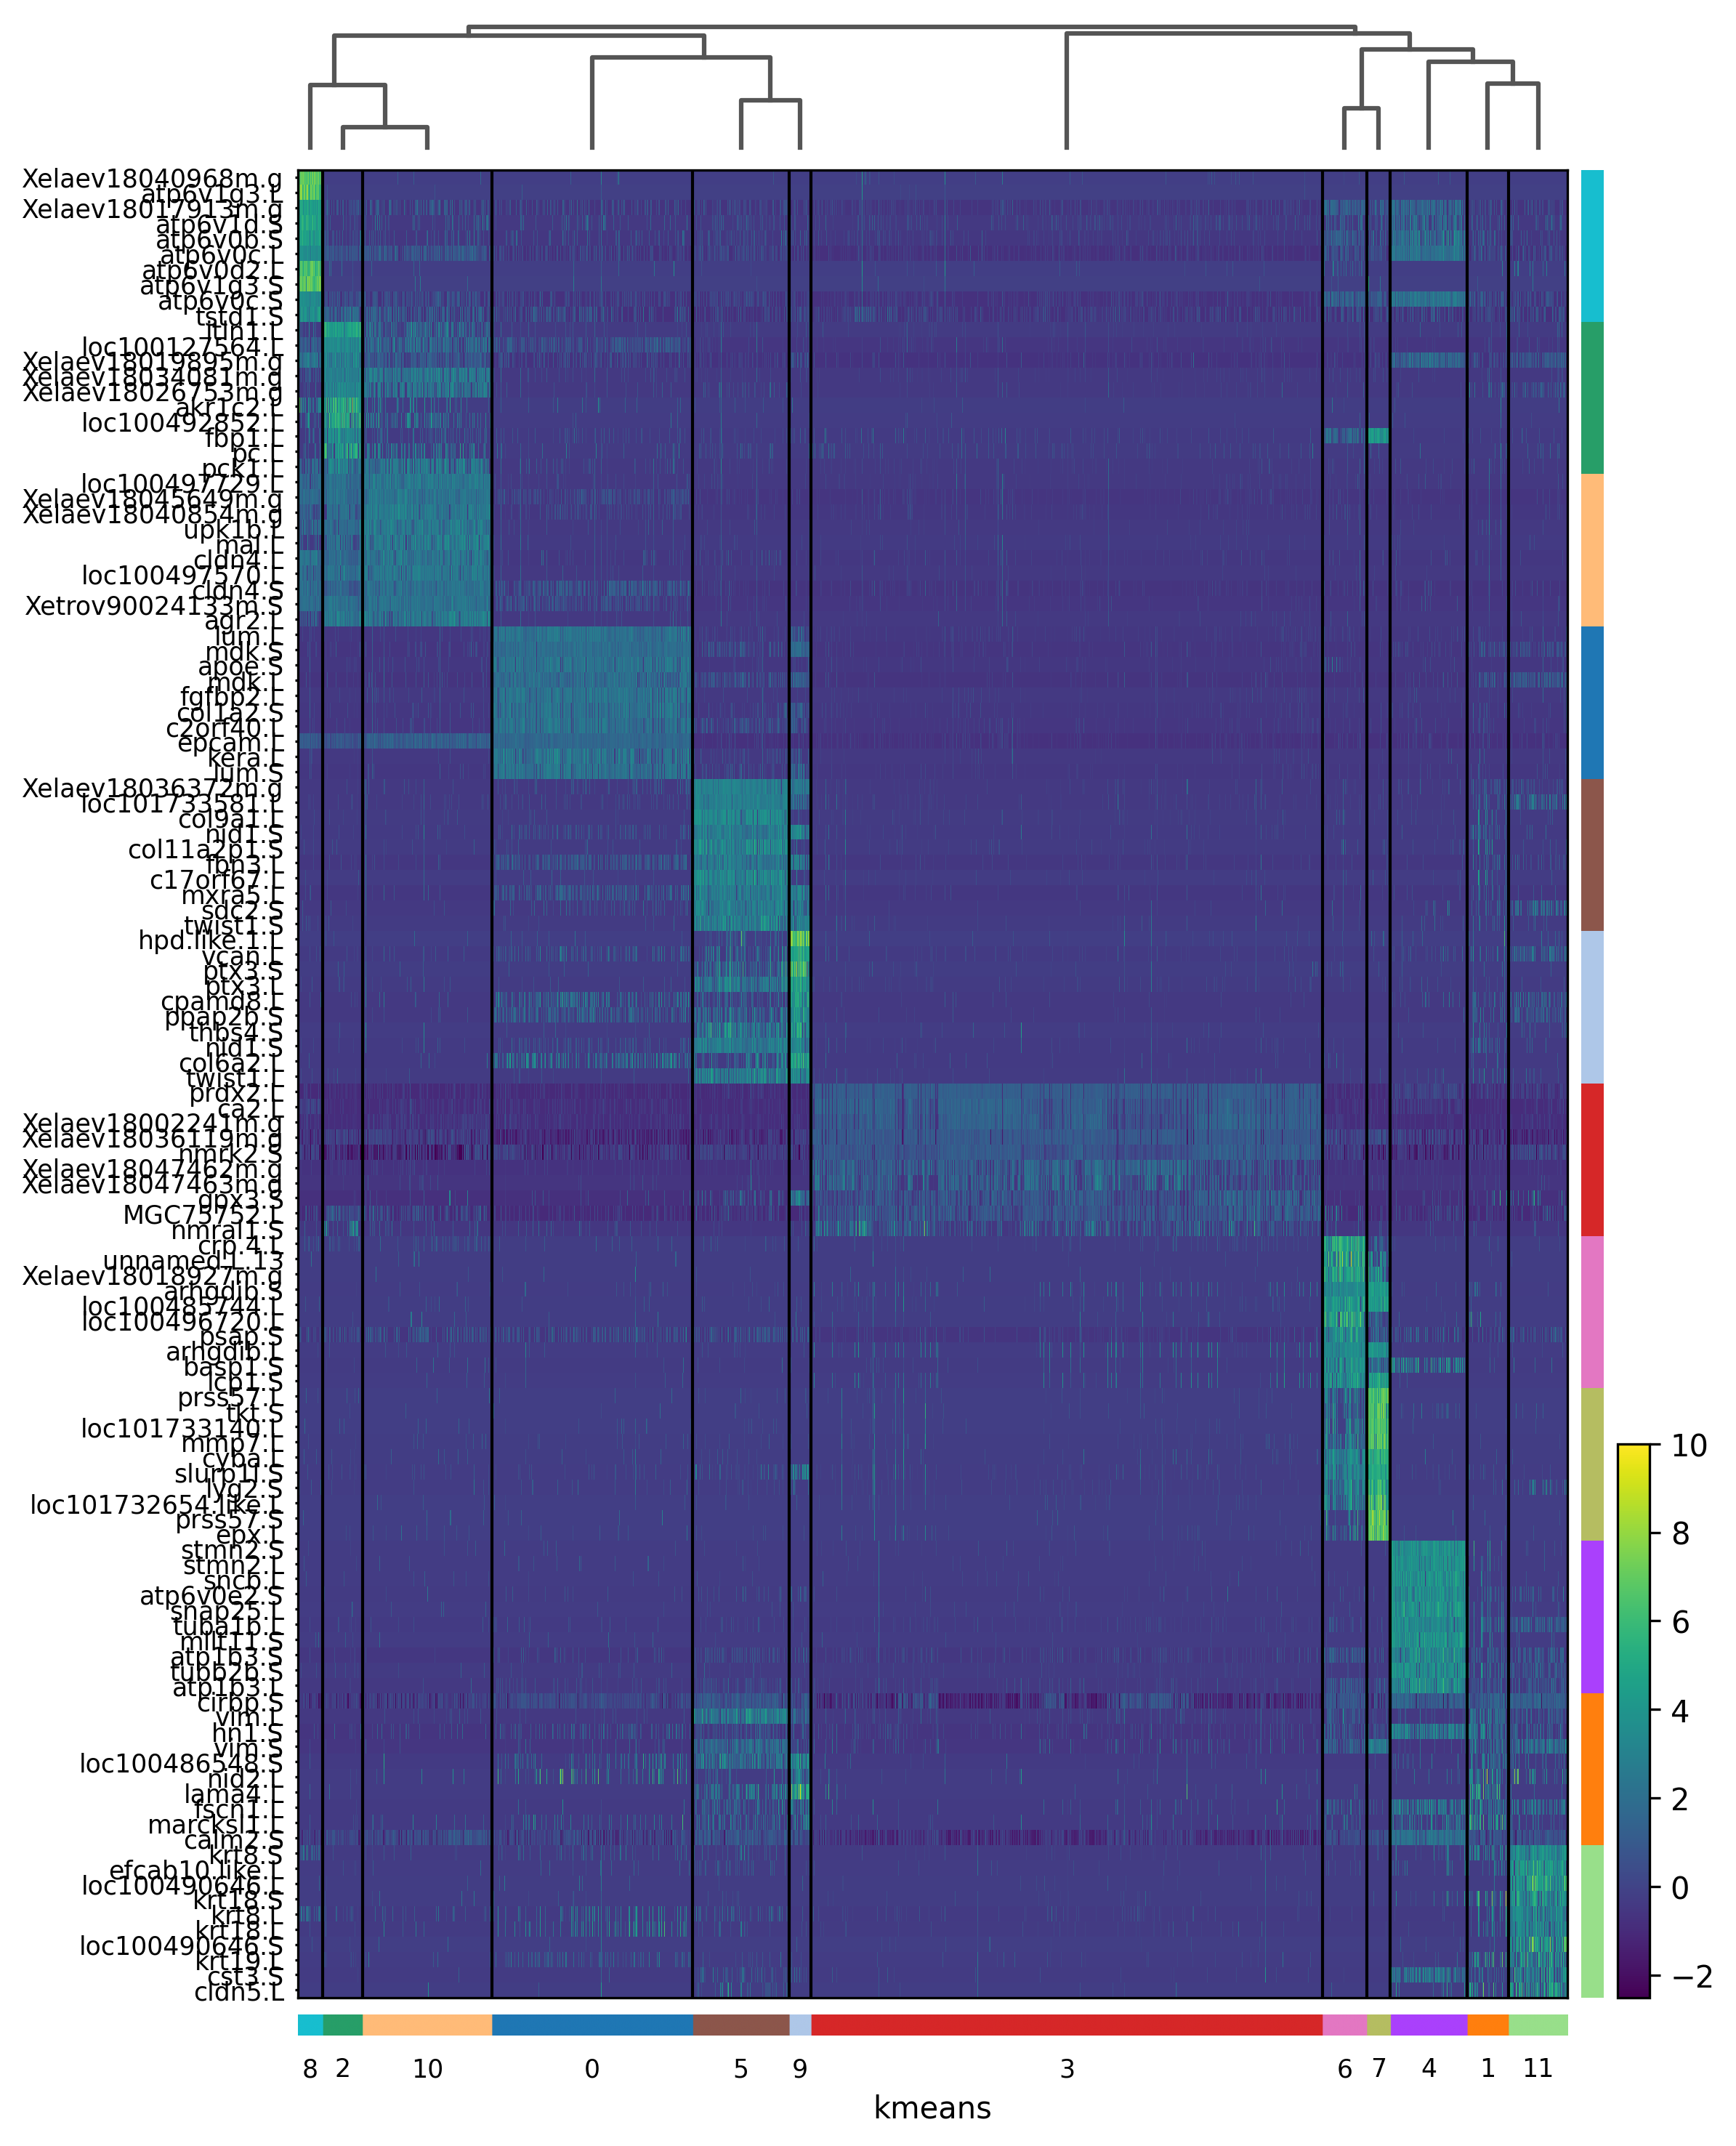 Xelaev18040968m.g
atp6v1g3.L
Xelaev18017913m.g
atp6v1d.S
atp6v0b.S
atp6v0c.L
atp6v0d2.L
atp6v1g3.S
atp6v0c.S
tstd1.S
itln1.L
loc100127564.L
Xelaev18019895m.g
Xelaev18034081m.g
Xelaev18026753m.g
akr1c2.L
loc100492852.L
fbp1.L
pc.L
pck1.L
loc100497729.L
Xelaev18045649m.g
Xelaev18040854m.g
upk1b.L
mal.L
cldn4.L
loc100497570.L
cldn4.S
Xetrov90024133m.S
agr2.L
lum.L
mdk.S
apoe.S
mdk.L
fgfbp2.L
col1a2.S
c2orf40.L
epcam.L
kera.L
lum.S
Xelaev18036372m.g
loc101733581.L
col9a1.L
nid1.S
col11a2p1.S
fbn3.L
c17orf67.L
mxra5.L
sdc2.S
twist1.S
hpd.like.1.L
vcan.L
ptx3.S
ptx3.L
cpamd8.L
ppap2b.S
thbs4.S
nid1.S
col6a2.L
twist1.L
prdx2.L
ca2.L
Xelaev18002241m.g
Xelaev18036119m.g
nmrk2.S
Xelaev18047462m.g
Xelaev18047463m.g
gpx3.S
MGC75752.L
nmral1.S
crp.4.L
unnamed.1.13
Xelaev18018927m.g
arhgdib.S
loc100485744.L
loc100496720.L
psap.S
arhgdib.L
basp1.S
lcp1.S
prss57.L
tkt.S
loc101733140.L
mmp7.L
cyba.L
slurp1l.S
lyg2.S
loc101732654.like.L
prss57.S
epx.L
stmn2.S
stmn2.L
sncb.L
atp6v0e2.S
snap25.L
tuba1b.L
mllt11.S
atp1b3.S
tubb2b.S
atp1b3.L
cirbp.S
vim.L
hn1.S
vim.S
loc100486548.S
nid2.L
lama4.L
fscn1.L
marcksl1.L
calm2.S
krt8.S
efcab10.like.L
loc100490646.L
krt18.S
krt8.L
krt18.L
loc100490646.S
krt19.L
cst3.S
cldn5.L
10
8
6
4
2
0
−2
8 2 10 0 5 9 3 6 7 4 1 11
kmeans